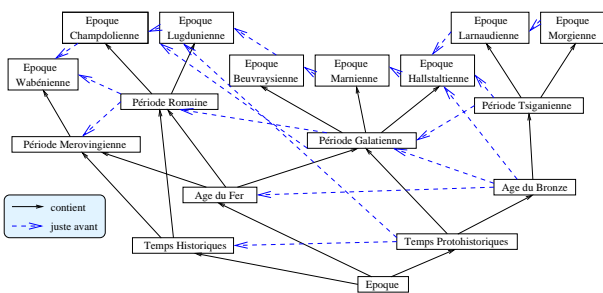 Epoque
Champdolienne
Epoque
Lugdunienne
Epoque
Larnaudienne
Epoque
Morgienne
Epoque
Wabénienne
Epoque
Beuvraysienne
Epoque
Marnienne
Epoque
Hallstaltienne
Période Romaine
Période Tsiganienne
Période Merovingienne
Période Galatienne
Age du Fer
Age du Bronze
contient
juste avant
Temps Historiques
Temps Protohistoriques
Epoque